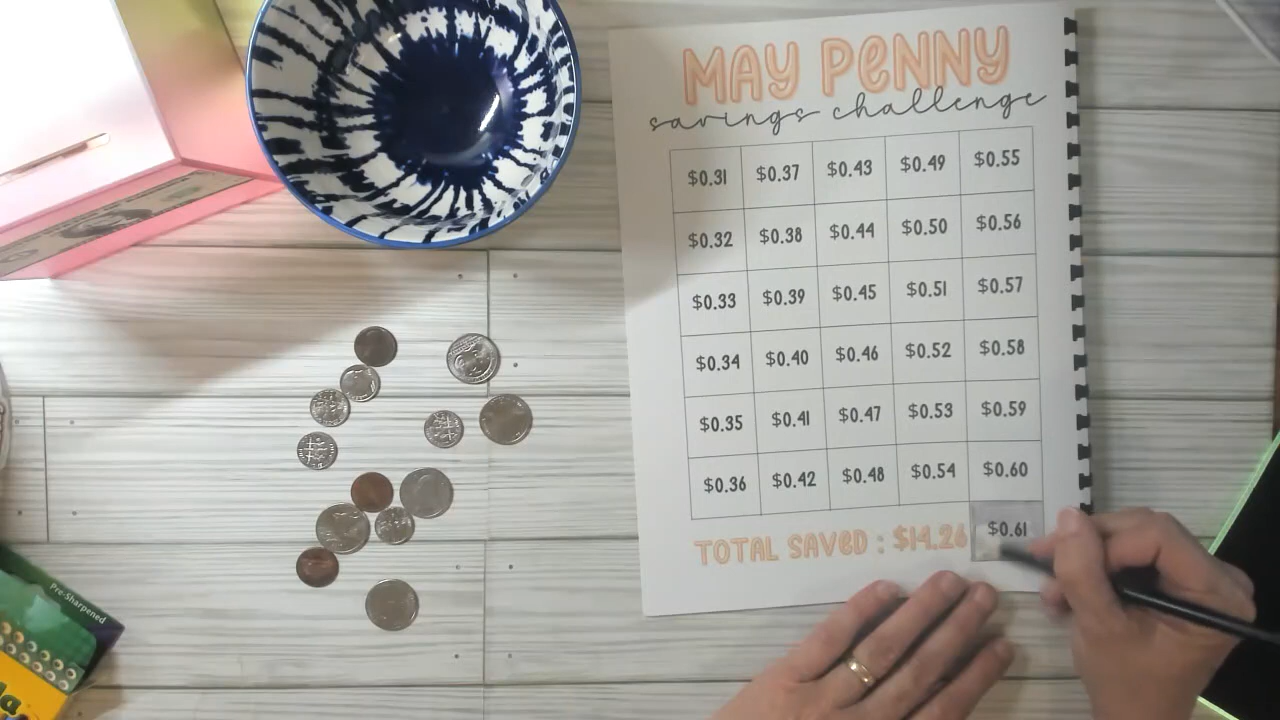 MAY PENNY
savings challenge
$0.31 $0.37 $0.43 $0.49 $0.55
$0.32 $0.38 $0.44 $0.50 $0.56
$0.33 $0.39 $0.45 $0.51 $0.57
$0.34 $0.40 $0.46 $0.52 $0.58
$0.35 $0.41 $0.47 $0.53 $0.59
$0.36 $0.42 $0.48 $0.54 $0.60
$0.61
TOTAL SAVED : $14.26
Pre-Sharpened